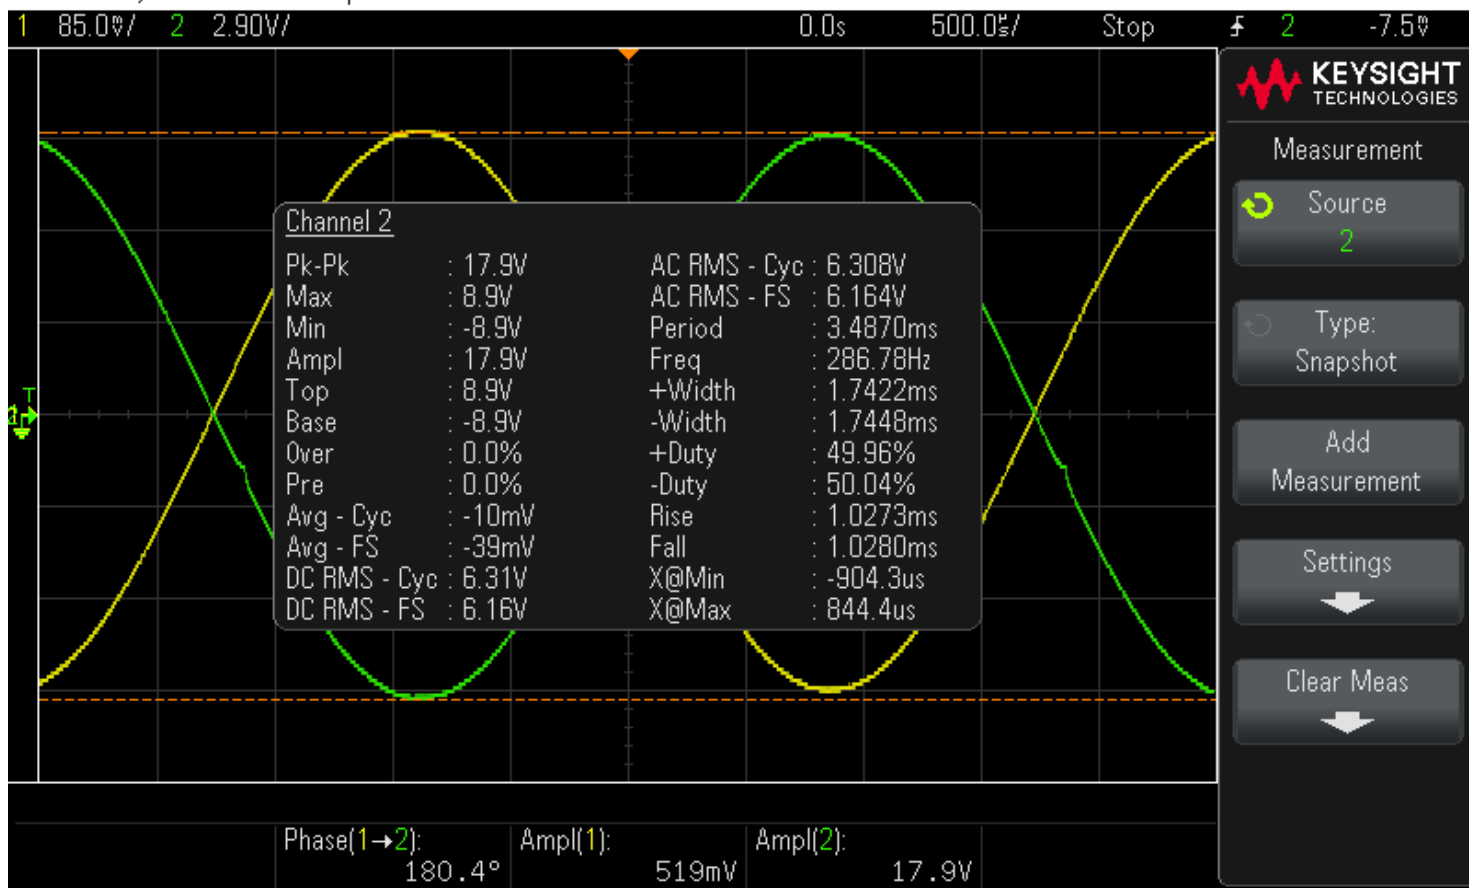 1 85.0mV/ 2 2.90V/ 0.0s 500.0us/ Stop 2 -7.5mV
KEYSIGHT
TECHNOLOGIES
Measurement
Source
2
Type:
Snapshot
Add
Measurement
Settings
Clear Meas
T
Channel 2
Pk-Pk : 17.9V AC RMS - Cyc : 6.308V
Max : 8.9V AC RMS - FS : 6.164V
Min : -8.9V Period : 3.4870ms
Ampl : 17.9V Freq : 286.78Hz
Top : 8.9V +Width : 1.7422ms
Base : -8.9V -Width : 1.7448ms
Over : 0.0% +Duty : 49.96%
Pre : 0.0% -Duty : 50.04%
Avg - Cyc : -10mV Rise : 1.0273ms
Avg - FS : -39mV Fall : 1.0280ms
DC RMS - Cyc : 6.31V X@Min : -904.3us
DC RMS - FS : 6.16V X@Max : 844.4us
Phase(1→2): Ampl(1): Ampl(2):
180.4° 519mV 17.9V